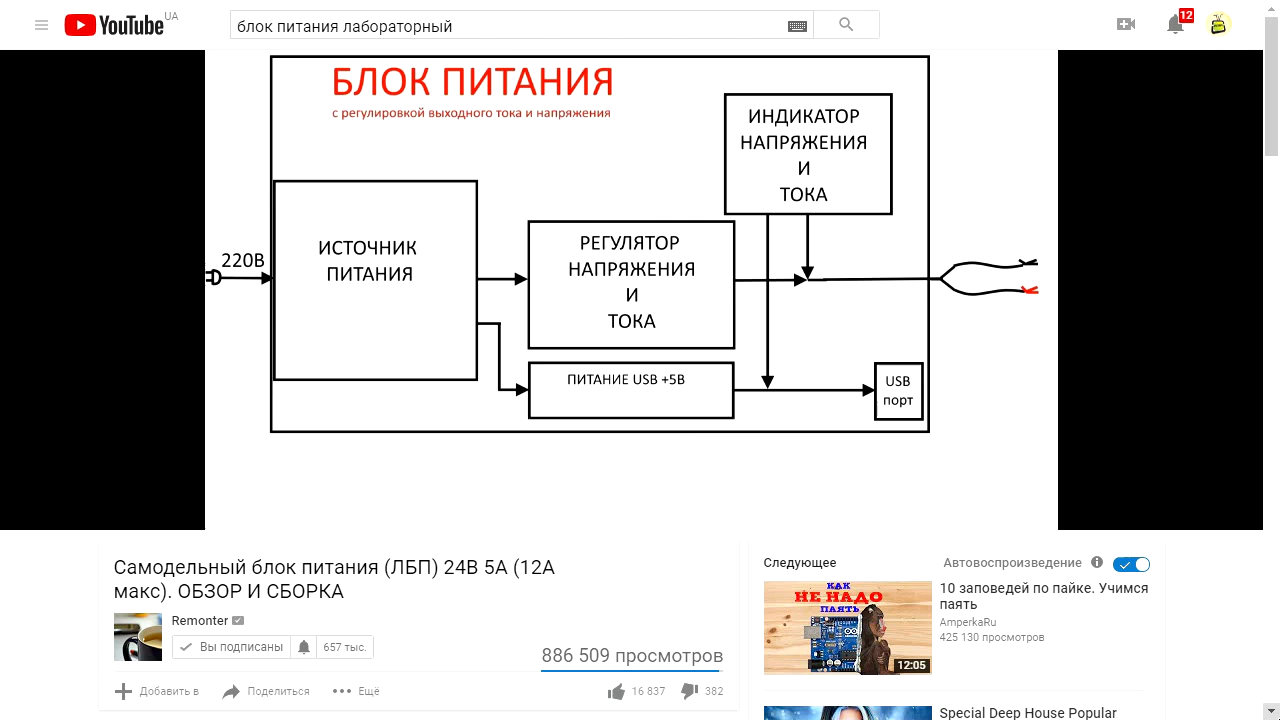 YouTube UA
блок питания лабораторный
12
БЛОК ПИТАНИЯ
с регулировкой выходного тока и напряжения
ИНДИКАТОР
НАПРЯЖЕНИЯ
И
ТОКА
ИСТОЧНИК
ПИТАНИЯ
220В
РЕГУЛЯТОР
НАПРЯЖЕНИЯ
И
ТОКА
ПИТАНИЕ USB +5В
USB
порт
Самодельный блок питания (ЛБП) 24В 5А (12А
макс). ОБЗОР И СБОРКА
Remonter
Вы подписаны 657 тыс.
886 509 просмотров
Добавить в Поделиться Ещё 16 837 382
Следующее Автовоспроизведение
КАК
НЕ НАДО
ПАЯТЬ
12:05
10 заповедей по пайке. Учимся
паять
AmperkaRu
425 130 просмотров
Special Deep House Popular